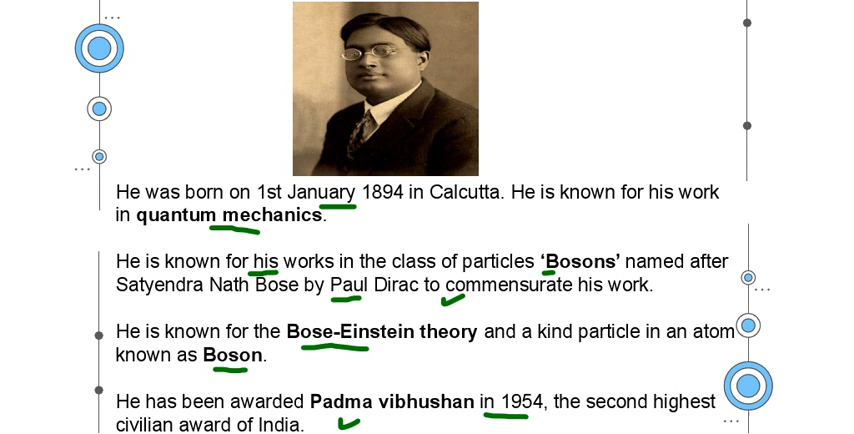 He was born on 1st January 1894 in Calcutta. He is known for his work
in quantum mechanics.
He is known for his works in the class of particles ‘Bosons’ named after
Satyendra Nath Bose by Paul Dirac to commensurate his work.
He is known for the Bose-Einstein theory and a kind particle in an atom
known as Boson.
He has been awarded Padma vibhushan in 1954, the second highest
civilian award of India.